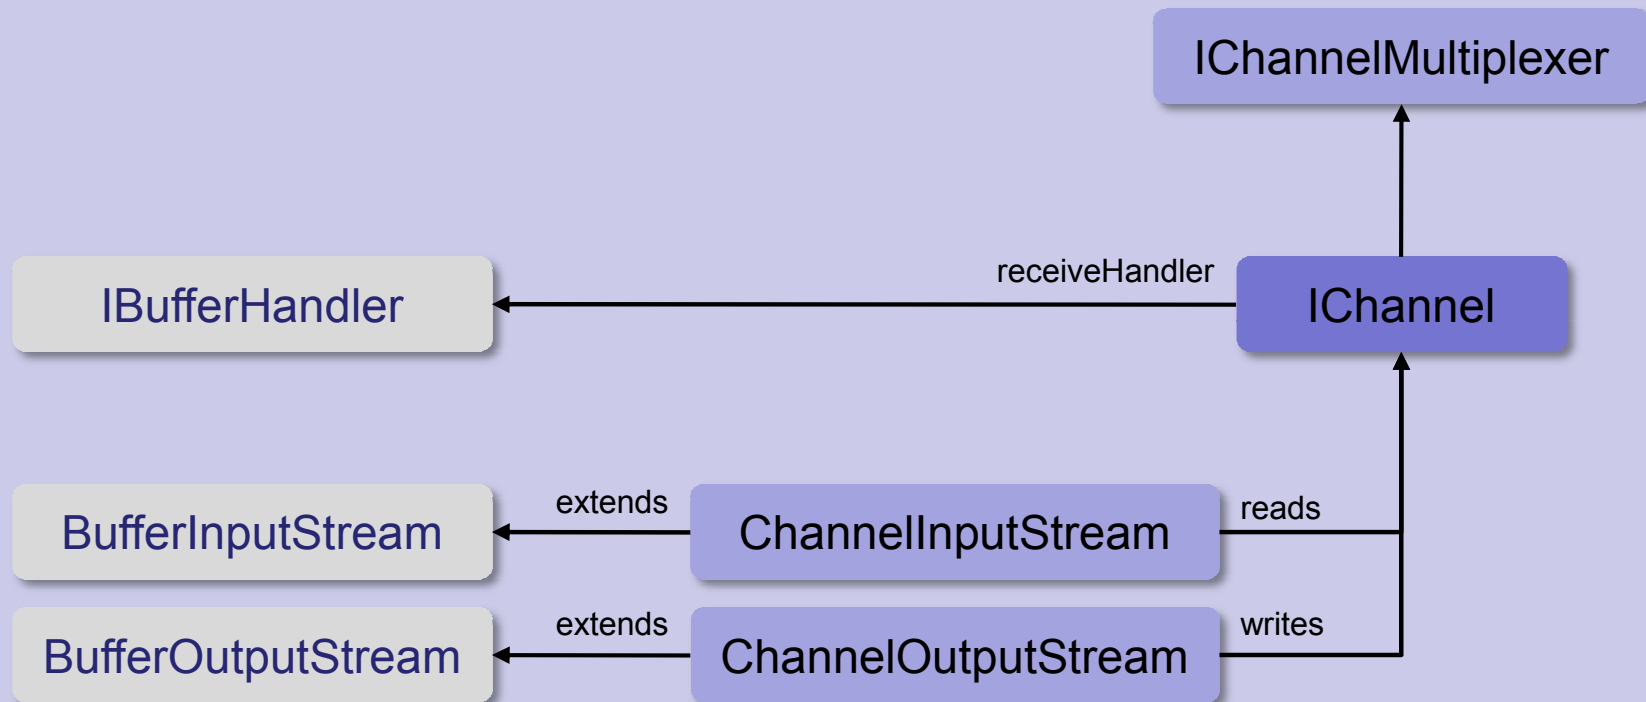 IChannelMultiplexer
receiveHandler
IBufferHandler
IChannel
extends
reads
BufferInputStream
ChannelInputStream
extends
writes
BufferOutputStream
ChannelOutputStream